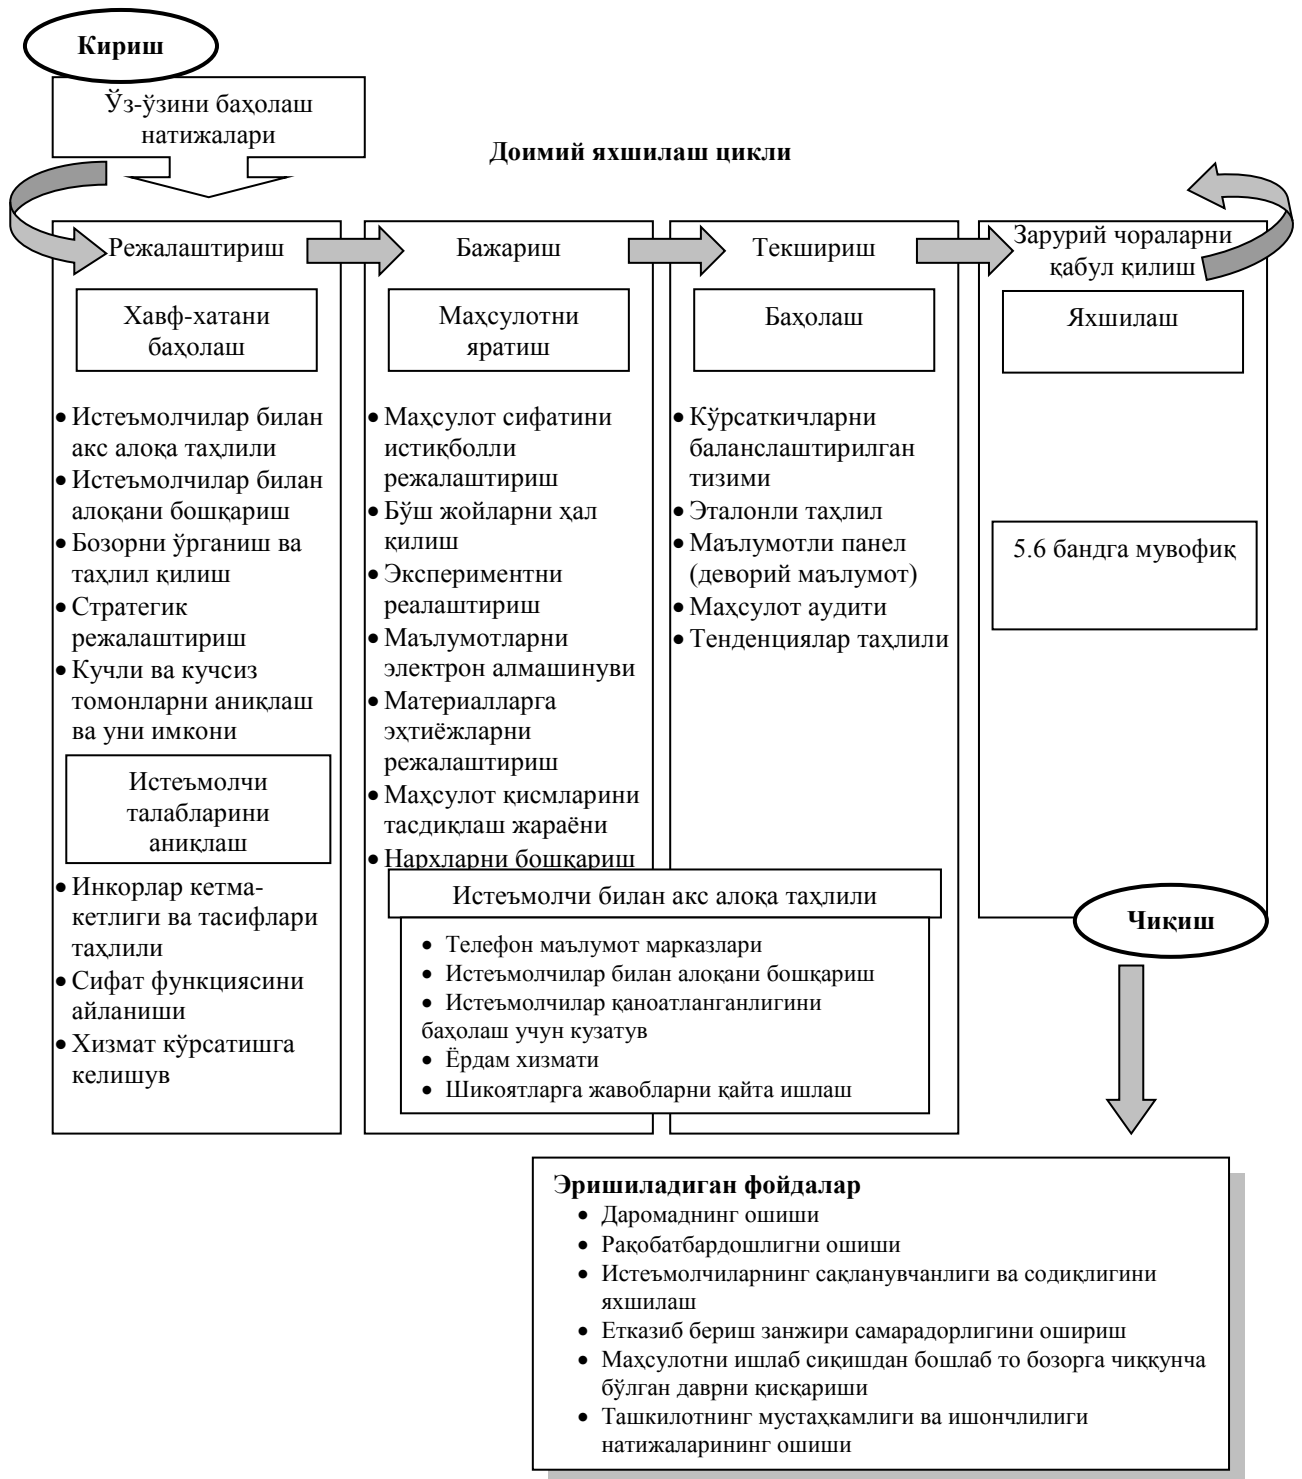 Кириш
Ўз-ўзини баҳолаш
натижалари
Доимий яхшилаш цикли
Режалаштириш
Хавф-хатани
баҳолаш
• Истеъмолчилар билан
акс алоқа таҳлили
• Истеъмолчилар билан
алоқани бошқариш
• Бозорни ўрганиш ва
таҳлил қилиш
• Стратегик
режалаштириш
• Кучли ва кучсиз
томонларни аниқлаш
ва уни имкони
Истеъмолчи
талабларини
аниқлаш
• Инкорлар кетма-
кетлиги ва тасифлари
таҳлили
• Сифат функциясини
айланиши
• Хизмат кўрсатишга
келишув
Бажариш
Маҳсулотни
яратиш
• Маҳсулот сифатини
истиқболли
режалаштириш
• Бўш жойларни ҳал
қилиш
• Экспериментни
реалаштириш
• Маълумотларни
электрон алмашинуви
• Материалларга
эҳтиёжларни
режалаштириш
• Маҳсулот қисмларини
тасдиқлаш жараёни
• Нархларни бошқариш
Текшириш
Баҳолаш
• Кўрсаткичларни
балансла­штирилган
тизими
• Эталонли таҳлил
• Маълумотли панел
(деворий маълумот)
• Маҳсулот аудити
• Тенденциялар таҳлили
Истеъмолчи билан акс алоқа таҳлили
• Телефон маълумот марказлари
• Истеъмолчилар билан алоқани бошқариш
• Истеъмолчилар қаноатланганлигини
баҳолаш учун кузатув
• Ёрдам хизмати
• Шикоятларга жавобларни қайта ишлаш
Зарурий чораларни
қабул қилиш
Яхшилаш
5.6 бандга мувофиқ
Чиқиш
Эришиладиган фойдалар
• Даромаднинг ошиши
• Рақобатбардошлигни ошиши
• Истеъмолчиларнинг сақланувчанлиги ва содиқлигини
яхшилаш
• Етказиб бериш занжири самарадорлигини ошириш
• Маҳсулотни ишлаб сиқишдан бошлаб то бозорга чиққунча
бўлган даврни қисқариши
• Ташкилотнинг мустаҳкамлиги ва ишончлилиги
натижаларининг ошиши